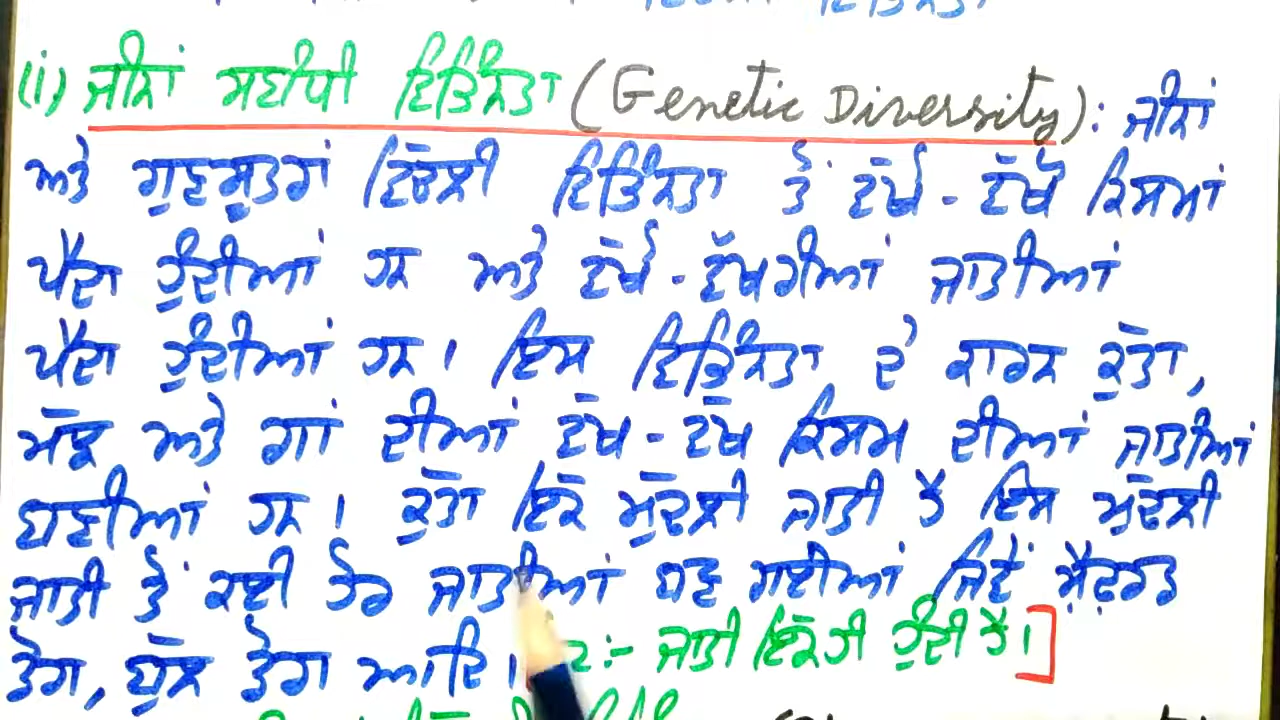 (i) ਜੀਨਾਂ ਸਬੰਧੀ ਵਿਭਿੰਨਤਾ (Genetic Diversity): ਜੀਨਾਂ
ਅਤੇ ਗੁਣਸੂਤਰਾਂ ਵਿੱਚਲੀ ਵਿਭਿੰਨਤਾ ਤੋਂ ਵੱਖੋ-ਵੱਖੋ ਕਿਸਮਾਂ
ਪੈਦਾ ਹੁੰਦੀਆਂ ਹਨ ਅਤੇ ਵੱਖੋ-ਵੱਖਰੀਆਂ ਜਾਤੀਆਂ
ਪੈਦਾ ਹੁੰਦੀਆਂ ਹਨ। ਇਸ ਵਿਭਿੰਨਤਾ ਦੇ ਕਾਰਨ ਕੁੱਤਾ,
ਮੱਝ ਅਤੇ ਗਾਂ ਦੀਆਂ ਵੱਖ-ਵੱਖ ਕਿਸਮ ਦੀਆਂ ਜਾਤੀਆਂ
ਬਣੀਆਂ ਹਨ। ਕੁੱਤਾ ਇੱਕ ਮੁੱਢਲੀ ਜਾਤੀ ਹੈ ਇਸ ਮੁੱਢਲੀ
ਜਾਤੀ ਤੋਂ ਕਈ ਹੋਰ ਜਾਤੀਆਂ ਬਣ ਗਈਆਂ ਜਿਵੇਂ
ਡੋਗ, ਬੁੱਲ ਡੋਗ ਆਦਿ। :- ਜਾਤੀ ਇੱਕੋ ਹੀ ਹੁੰਦੀ ਹੈ।]